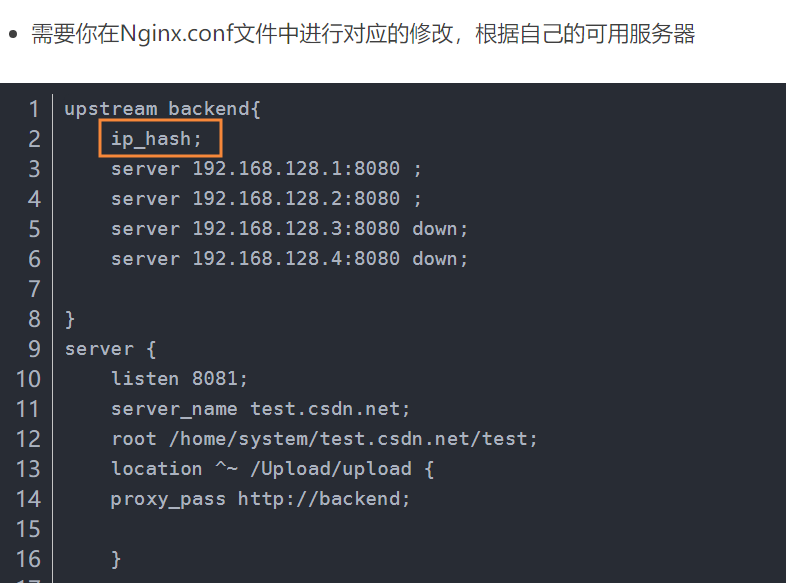 • 需要你在Nginx.conf文件中进行对应的修改，根据自己的可用服务器
1 upstream backend{
2 ip_hash;
3 server 192.168.128.1:8080 ;
4 server 192.168.128.2:8080 ;
5 server 192.168.128.3:8080 down;
6 server 192.168.128.4:8080 down;
7
8 }
9 server {
10 listen 8081;
11 server_name test.csdn.net;
12 root /home/system/test.csdn.net/test;
13 location ^~ /Upload/upload {
14 proxy_pass http://backend;
15
16 }